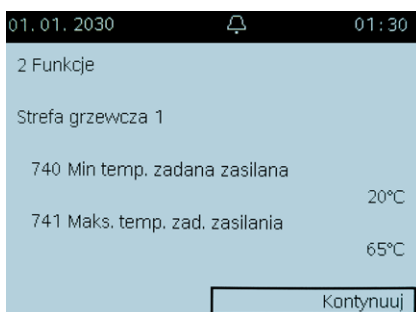 01.01.2030 01:30
2 Funkcje
Strefa grzewcza 1
740 Min temp. zadana zasilana
20°C
741 Maks. temp. zad. zasilania
65°C
Kontynuuj